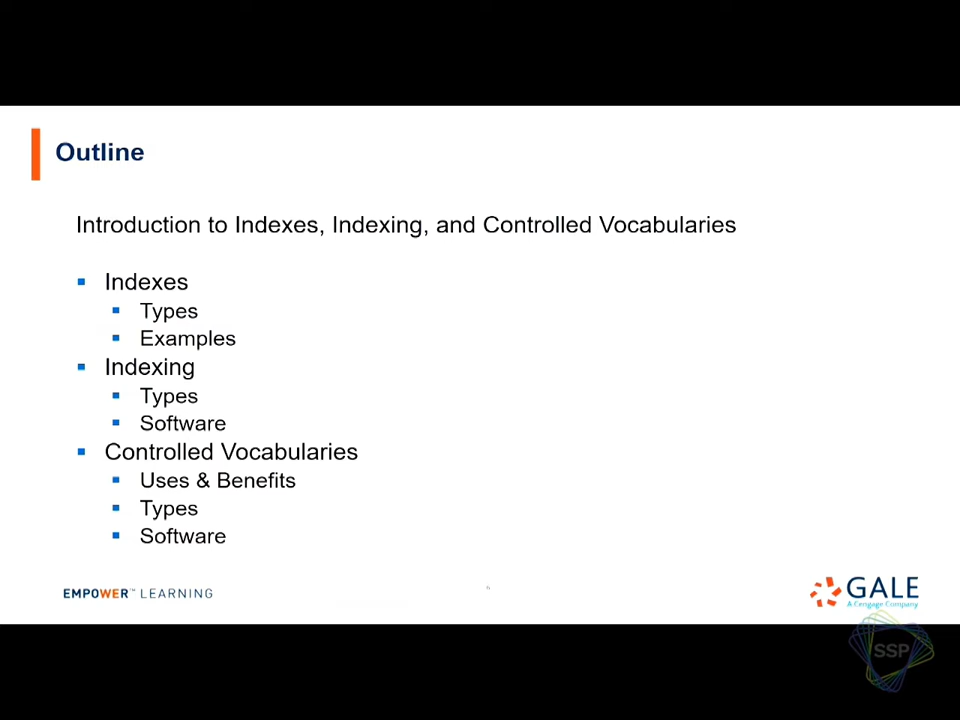 Outline
Introduction to Indexes, Indexing, and Controlled Vocabularies
Indexes
Types
Examples
Indexing
Types
Software
Controlled Vocabularies
Uses & Benefits
Types
Software
EMPOWER™ LEARNING
GALE
A Cengage Company
SSP